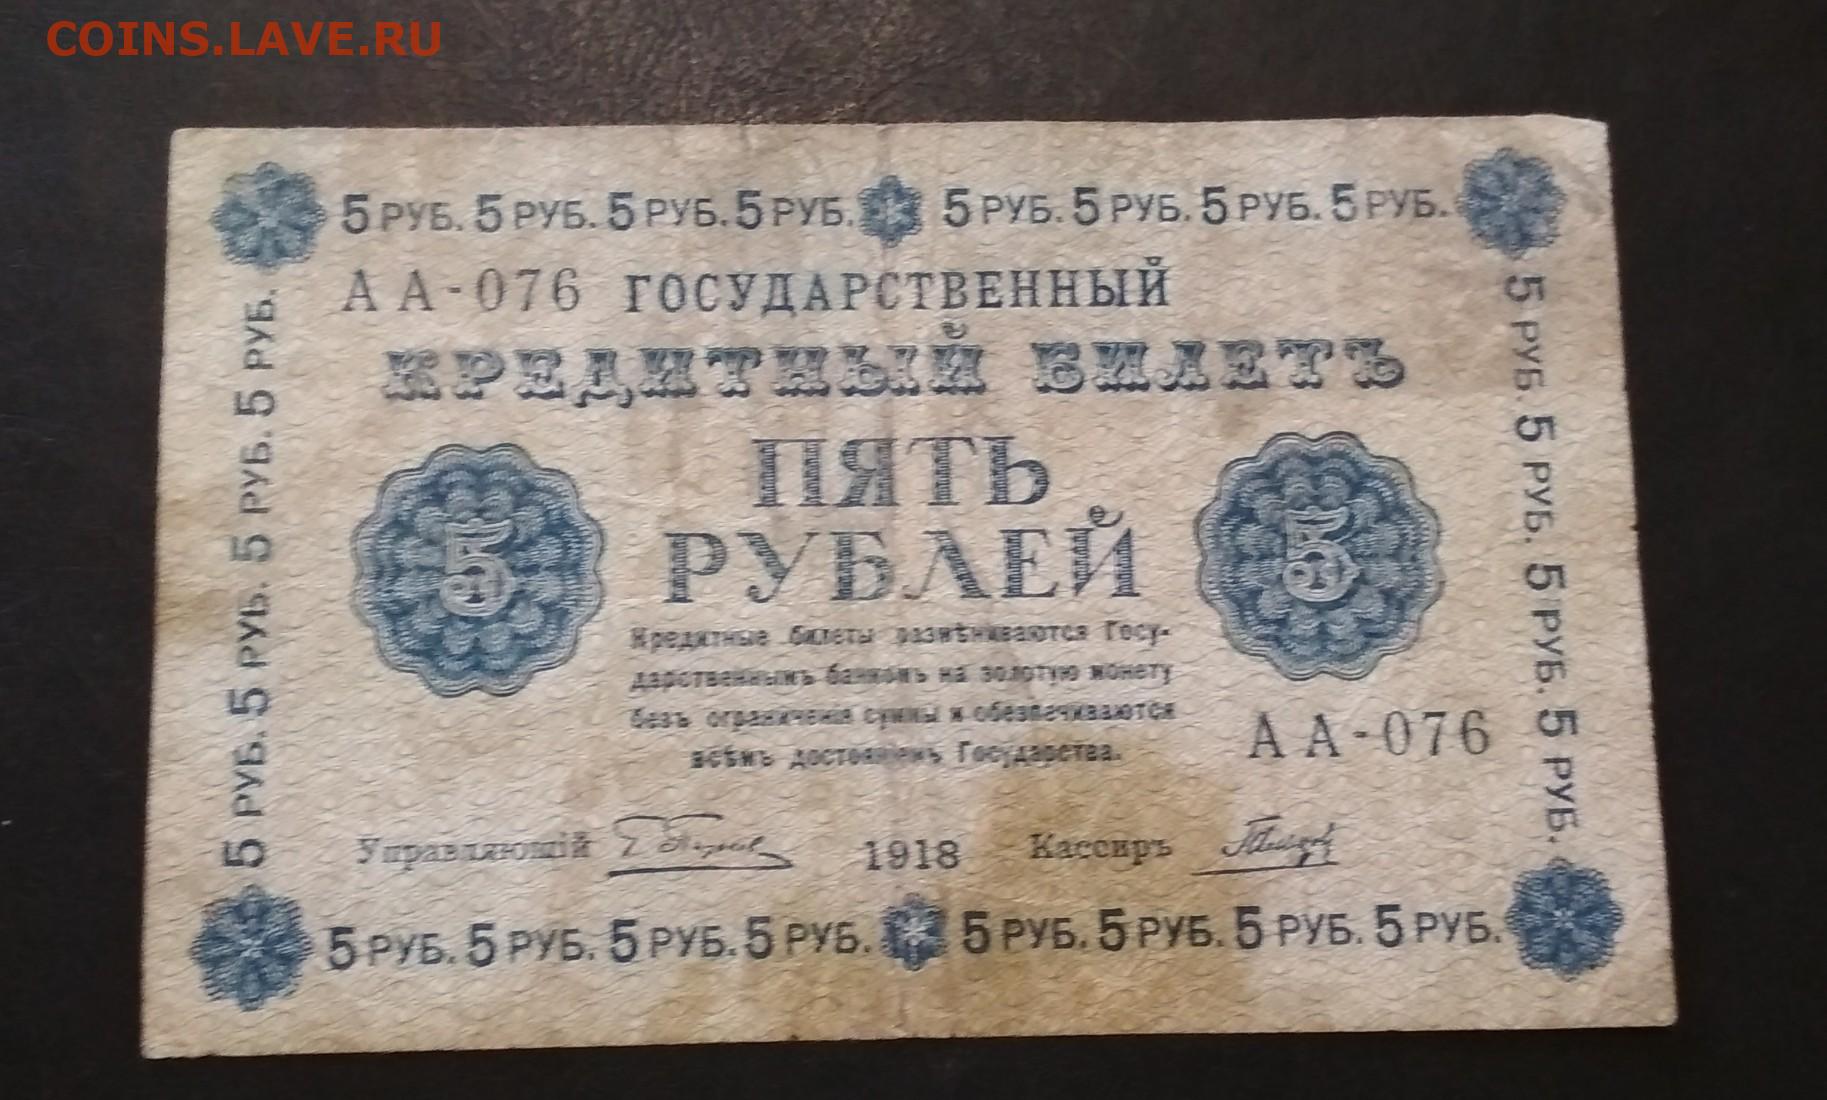 COINS.LAVE.RU
5 РУБ. 5 РУБ. 5 РУБ. 5 РУБ. 5 РУБ. 5 РУБ. 5 РУБ. 5 РУБ.
АА-076 ГОСУДАРСТВЕННЫЙ
КРЕДИТНЫЙ БИЛЕТЪ
ПЯТЬ
РУБЛЕЙ
5
5
Кредитные билеты размѣниваются Госу-
дарственнымъ банкомъ на золотую монету
безъ ограниченія суммы и обезпечиваются
всѣмъ достояніемъ Государства.
АА-076
Управляющій 1918 Кассиръ
5 РУБ. 5 РУБ. 5 РУБ. 5 РУБ. 5 РУБ. 5 РУБ. 5 РУБ. 5 РУБ.
5 РУБ. 5 РУБ. 5 РУБ. 5 РУБ.
5 РУБ. 5 РУБ. 5 РУБ. 5 РУБ.